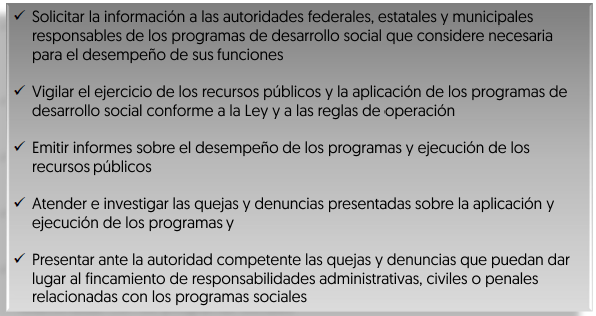 ✓ Solicitar la información a las autoridades federales, estatales y municipales
responsables de los programas de desarrollo social que considere necesaria
para el desempeño de sus funciones
✓ Vigilar el ejercicio de los recursos públicos y la aplicación de los programas de
desarrollo social conforme a la Ley y a las reglas de operación
✓ Emitir informes sobre el desempeño de los programas y ejecución de los
recursos públicos
✓ Atender e investigar las quejas y denuncias presentadas sobre la aplicación y
ejecución de los programas y
✓ Presentar ante la autoridad competente las quejas y denuncias que puedan dar
lugar al fincamiento de responsabilidades administrativas, civiles o penales
relacionadas con los programas sociales